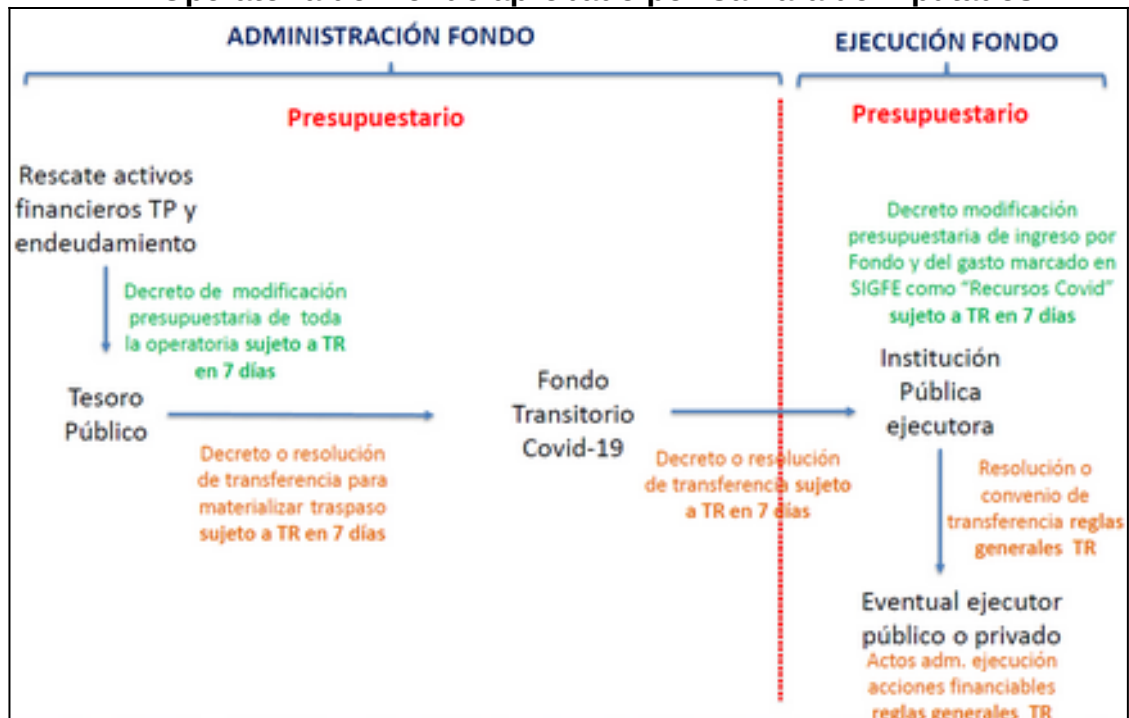 ADMINISTRACIÓN FONDO
EJECUCIÓN FONDO
Presupuestario
Presupuestario
Rescate activos
financieros TP y
endeudamiento
Decreto de modificación
presupuestaria de toda
la operatoria sujeto a TR
en 7 días
Tesoro
Público
Decreto o resolución
de transferencia para
materializar traspaso
sujeto a TR en 7 días
Fondo
Transitorio
Covid-19
Decreto o resolución
de transferencia sujeto
a TR en 7 días
Decreto modificación
presupuestaria de ingreso por
Fondo y del gasto marcado en
SIGFE como "Recursos Covid"
sujeto a TR en 7 días
Institución
Pública
ejecutora
Resolución o
convenio de
transferencia reglas
generales TR
Eventual ejecutor
público o privado
Actos adm. ejecución
acciones financiables
reglas generales TR